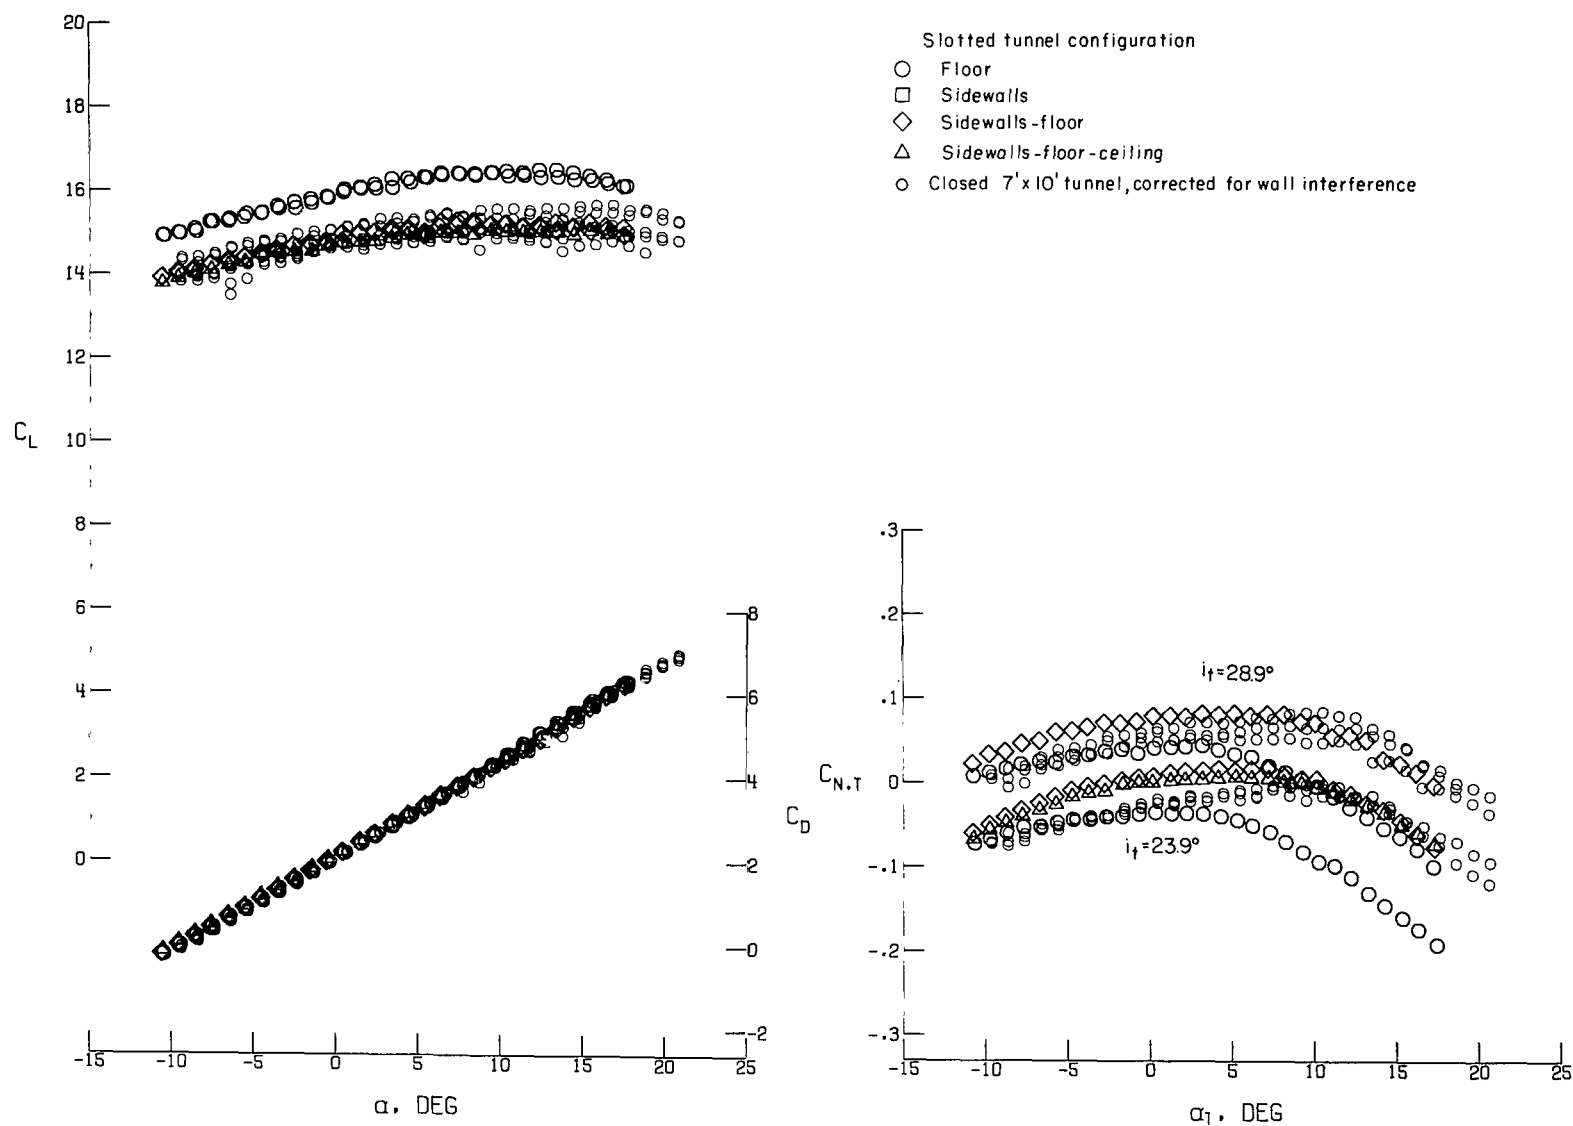 20
18
16
14
12
C_L 10
8
6
4
2
0
8
6
4
C_D
2
0
-2
-15 -10 -5 0 5 10 15 20 25
α, DEG
Slotted tunnel configuration
Floor
Sidewalls
Sidewalls-floor
Sidewalls-floor-ceiling
Closed 7'x10' tunnel, corrected for wall interference
.3
.2
i_t=28.9°
.1
C_N,T 0
i_t=23.9°
-.1
-.2
-.3
-15 -10 -5 0 5 10 15 20 25
α_1, DEG